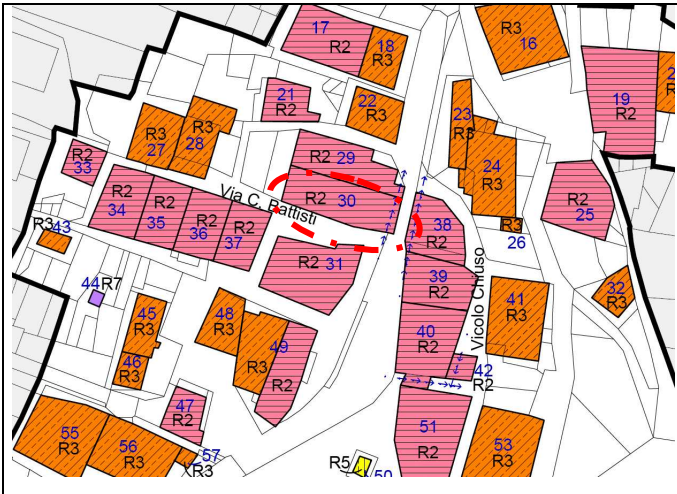 17
R2
18
R3
R3
16
19
R2
21
R2
22
R3
23
R3
R3
27
R3
28
R2
29
24
R3
R2
33
R2
30
Via C. Battisti
R2
34
R2
35
R2
36
R2
37
38
R2
25
R2
26
R3
43
R2
31
39
R2
44
R7
32
R3
41
R3
45
R3
48
R3
R3
49
R2
40
R2
Vicolo Chiuso
46
R3
42
R2
47
R2
51
R2
55
R3
56
R3
57
R3
R5
50
53
R3